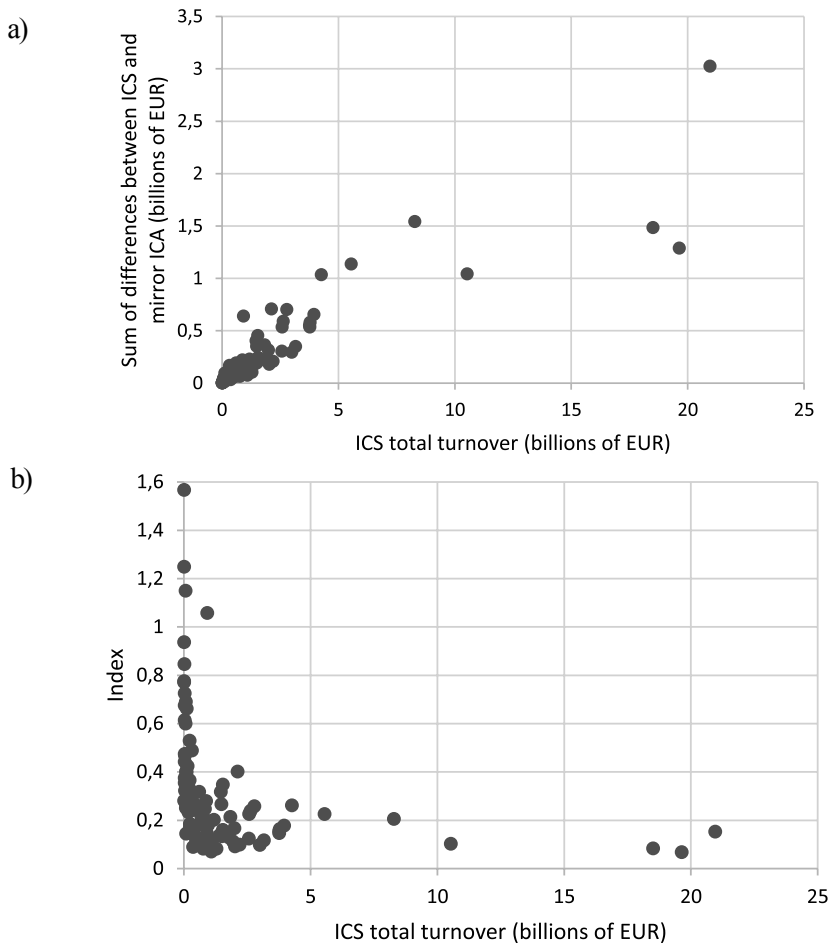 a)
3,5
3
2,5
2
1,5
1
0,5
0
Sum of differences between ICS and
mirror ICA (billions of EUR)
0 5 10 15 20 25
ICS total turnover (billions of EUR)
b)
1,6
1,4
1,2
1
0,8
0,6
0,4
0,2
0
Index
0 5 10 15 20 25
ICS total turnover (billions of EUR)